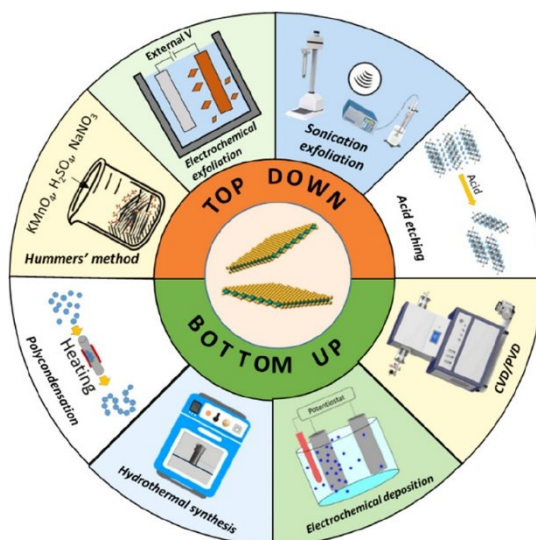 External V
Electrochemical
exfoliation
Sonication
exfoliation
Acid
Acid etching
CVD/PVD
Potentiostat
Electrochemical deposition
Hydrothermal synthesis
Heating
Polycondensation
KMnO₄, H₂SO₄, NaNO₃
Hummers' method
TOP DOWN
BOTTOM UP